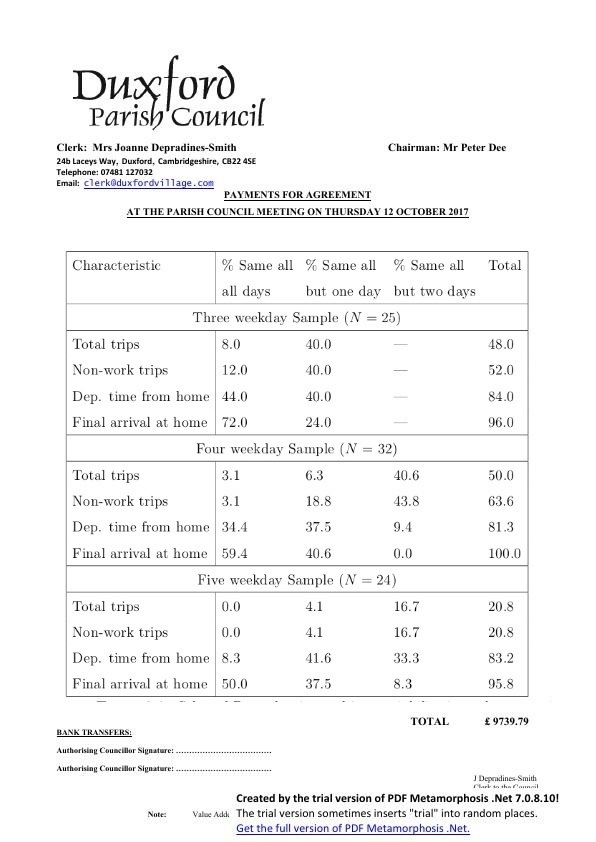 Duxford
Parish Council
Clerk: Mrs Joanne Depradines-Smith Chairman: Mr Peter Dee
24b Laceys Way, Duxford, Cambridgeshire, CB22 4SE
Telephone: 07481 127032
Email: clerk@duxfordvillage.com
PAYMENTS FOR AGREEMENT
AT THE PARISH COUNCIL MEETING ON THURSDAY 12 OCTOBER 2017
Characteristic % Same all % Same all % Same all Total
all days but one day but two days
Three weekday Sample (N = 25)
Total trips 8.0 40.0 — 48.0
Non-work trips 12.0 40.0 — 52.0
Dep. time from home 44.0 40.0 — 84.0
Final arrival at home 72.0 24.0 — 96.0
Four weekday Sample (N = 32)
Total trips 3.1 6.3 40.6 50.0
Non-work trips 3.1 18.8 43.8 63.6
Dep. time from home 34.4 37.5 9.4 81.3
Final arrival at home 59.4 40.6 0.0 100.0
Five weekday Sample (N = 24)
Total trips 0.0 4.1 16.7 20.8
Non-work trips 0.0 4.1 16.7 20.8
Dep. time from home 8.3 41.6 33.3 83.2
Final arrival at home 50.0 37.5 8.3 95.8
TOTAL £ 9739.79
BANK TRANSFERS:
Authorising Councillor Signature: ....................................
Authorising Councillor Signature: ....................................
J Depradines-Smith
Clerk to the Council
Created by the trial version of PDF Metamorphosis .Net 7.0.8.10!
Note: Value Adde The trial version sometimes inserts "trial" into random places.
Get the full version of PDF Metamorphosis .Net.